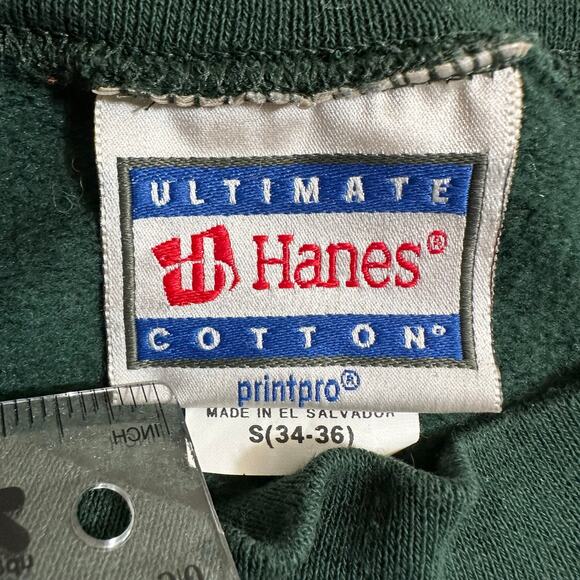 ULTIMATE
Hanes®
COTTON®
printpro®
MADE IN EL SALVADOR
S(34-36)
INCH